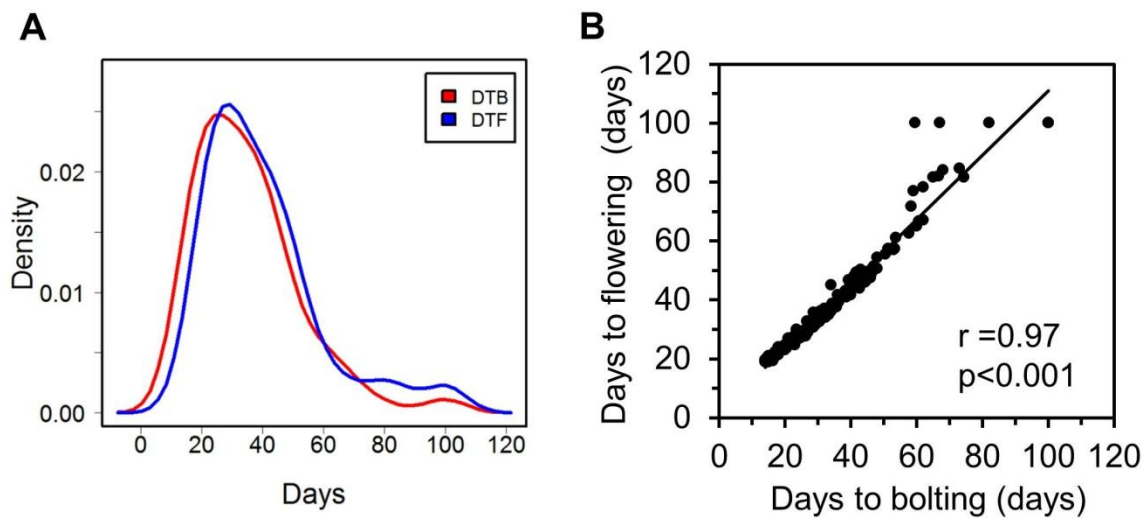 A
DTB
DTF
0.02
0.01
0.00
Density
0 20 40 60 80 100 120
Days
B
120
100
80
60
40
20
0
Days to flowering (days)
r =0.97
p<0.001
0 20 40 60 80 100 120
Days to bolting (days)